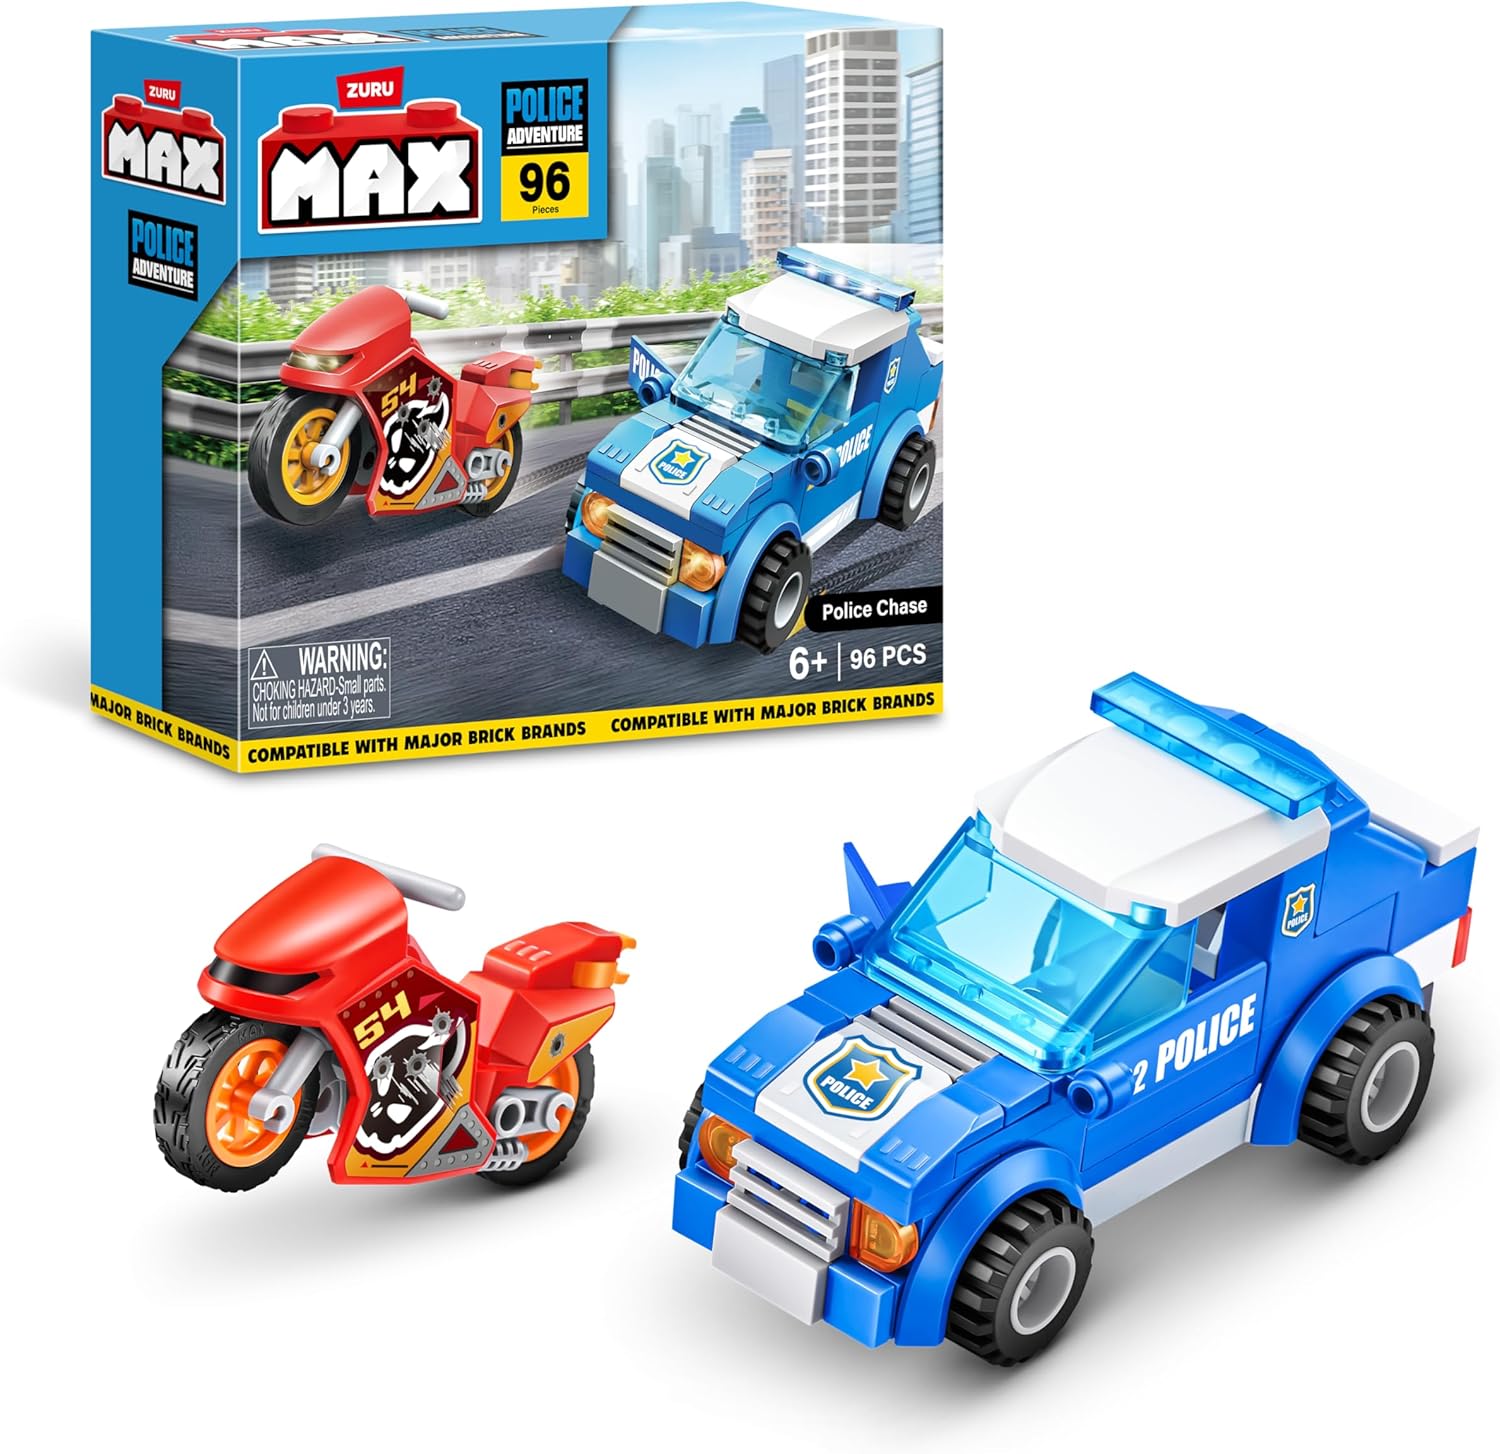 ZURU
MAX
POLICE
ADVENTURE
ZURU
MAX
POLICE
ADVENTURE
96
Pieces
54
POLICE
POLICE
Police Chase
6+ | 96 PCS
WARNING:
CHOKING HAZARD-Small parts.
Not for children under 3 years.
MAJOR BRICK BRANDS
COMPATIBLE WITH MAJOR BRICK BRANDS
COMPATIBLE WITH MAJOR BRICK BRANDS
54
MAX
MAX
POLICE
POLICE
2 POLICE